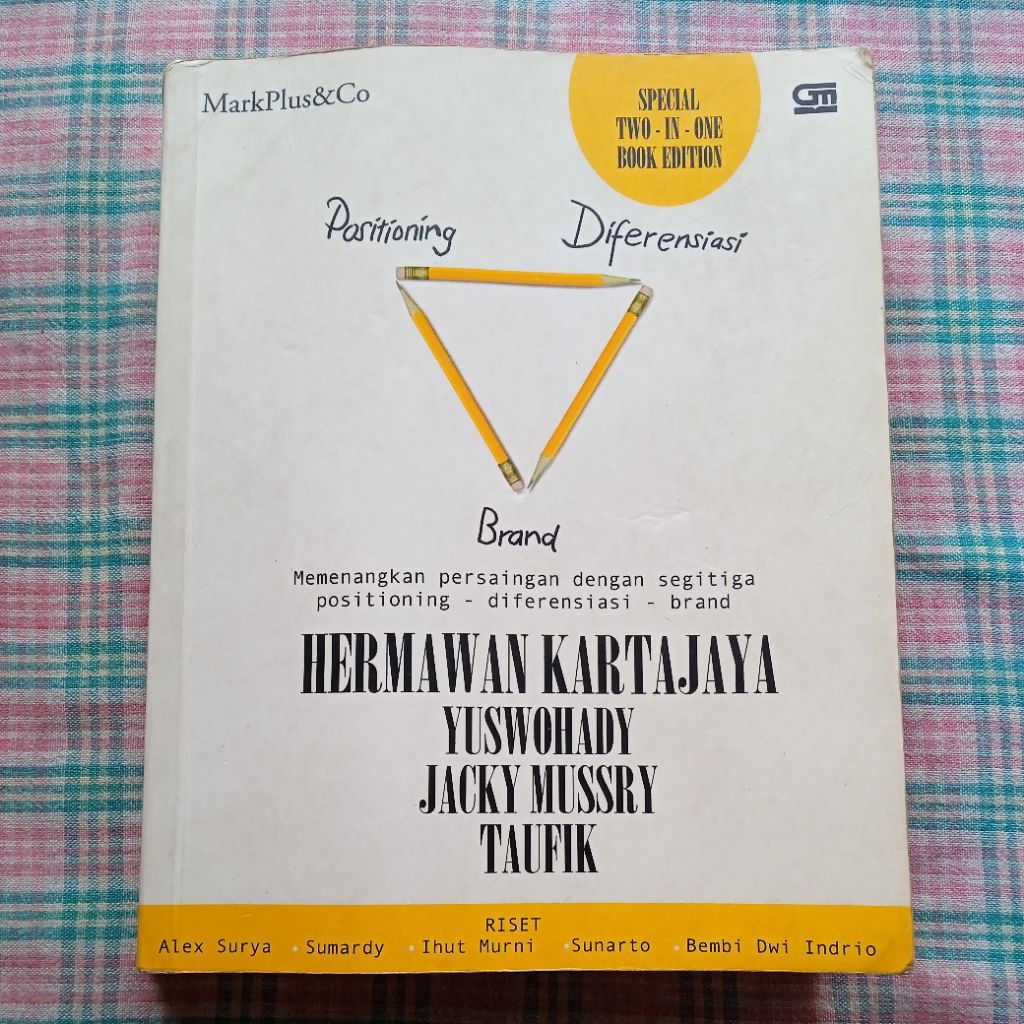 MarkPlus&Co
SPECIAL
TWO - IN - ONE
BOOK EDITION
GM
Positioning
Diferensiasi
Brand
Memenangkan persaingan dengan segitiga
positioning - diferensiasi - brand
HERMAWAN KARTAJAYA
YUSWOHADY
JACKY MUSSRY
TAUFIK
RISET
Alex Surya • Sumardy • Ihut Murni • Sunarto • Bembi Dwi Indrio